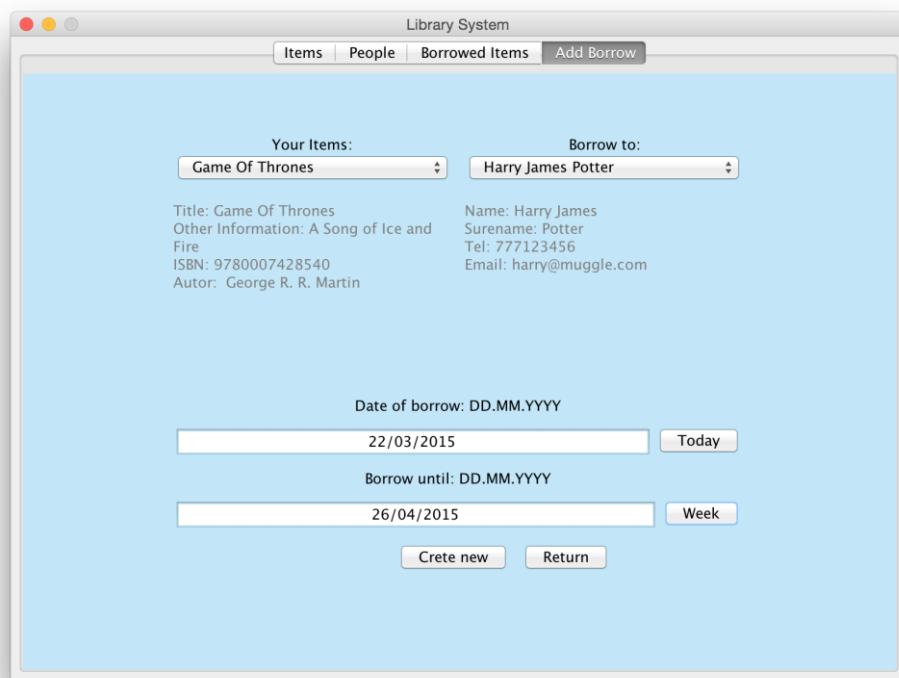 Library System
Items People Borrowed Items Add Borrow
Your Items:
Game Of Thrones
Title: Game Of Thrones
Other Information: A Song of Ice and
Fire
ISBN: 9780007428540
Autor:  George R. R. Martin
Borrow to:
Harry James Potter
Name: Harry James
Surename: Potter
Tel: 777123456
Email: harry@muggle.com
Date of borrow: DD.MM.YYYY
22/03/2015 Today
Borrow until: DD.MM.YYYY
26/04/2015 Week
Crete new Return